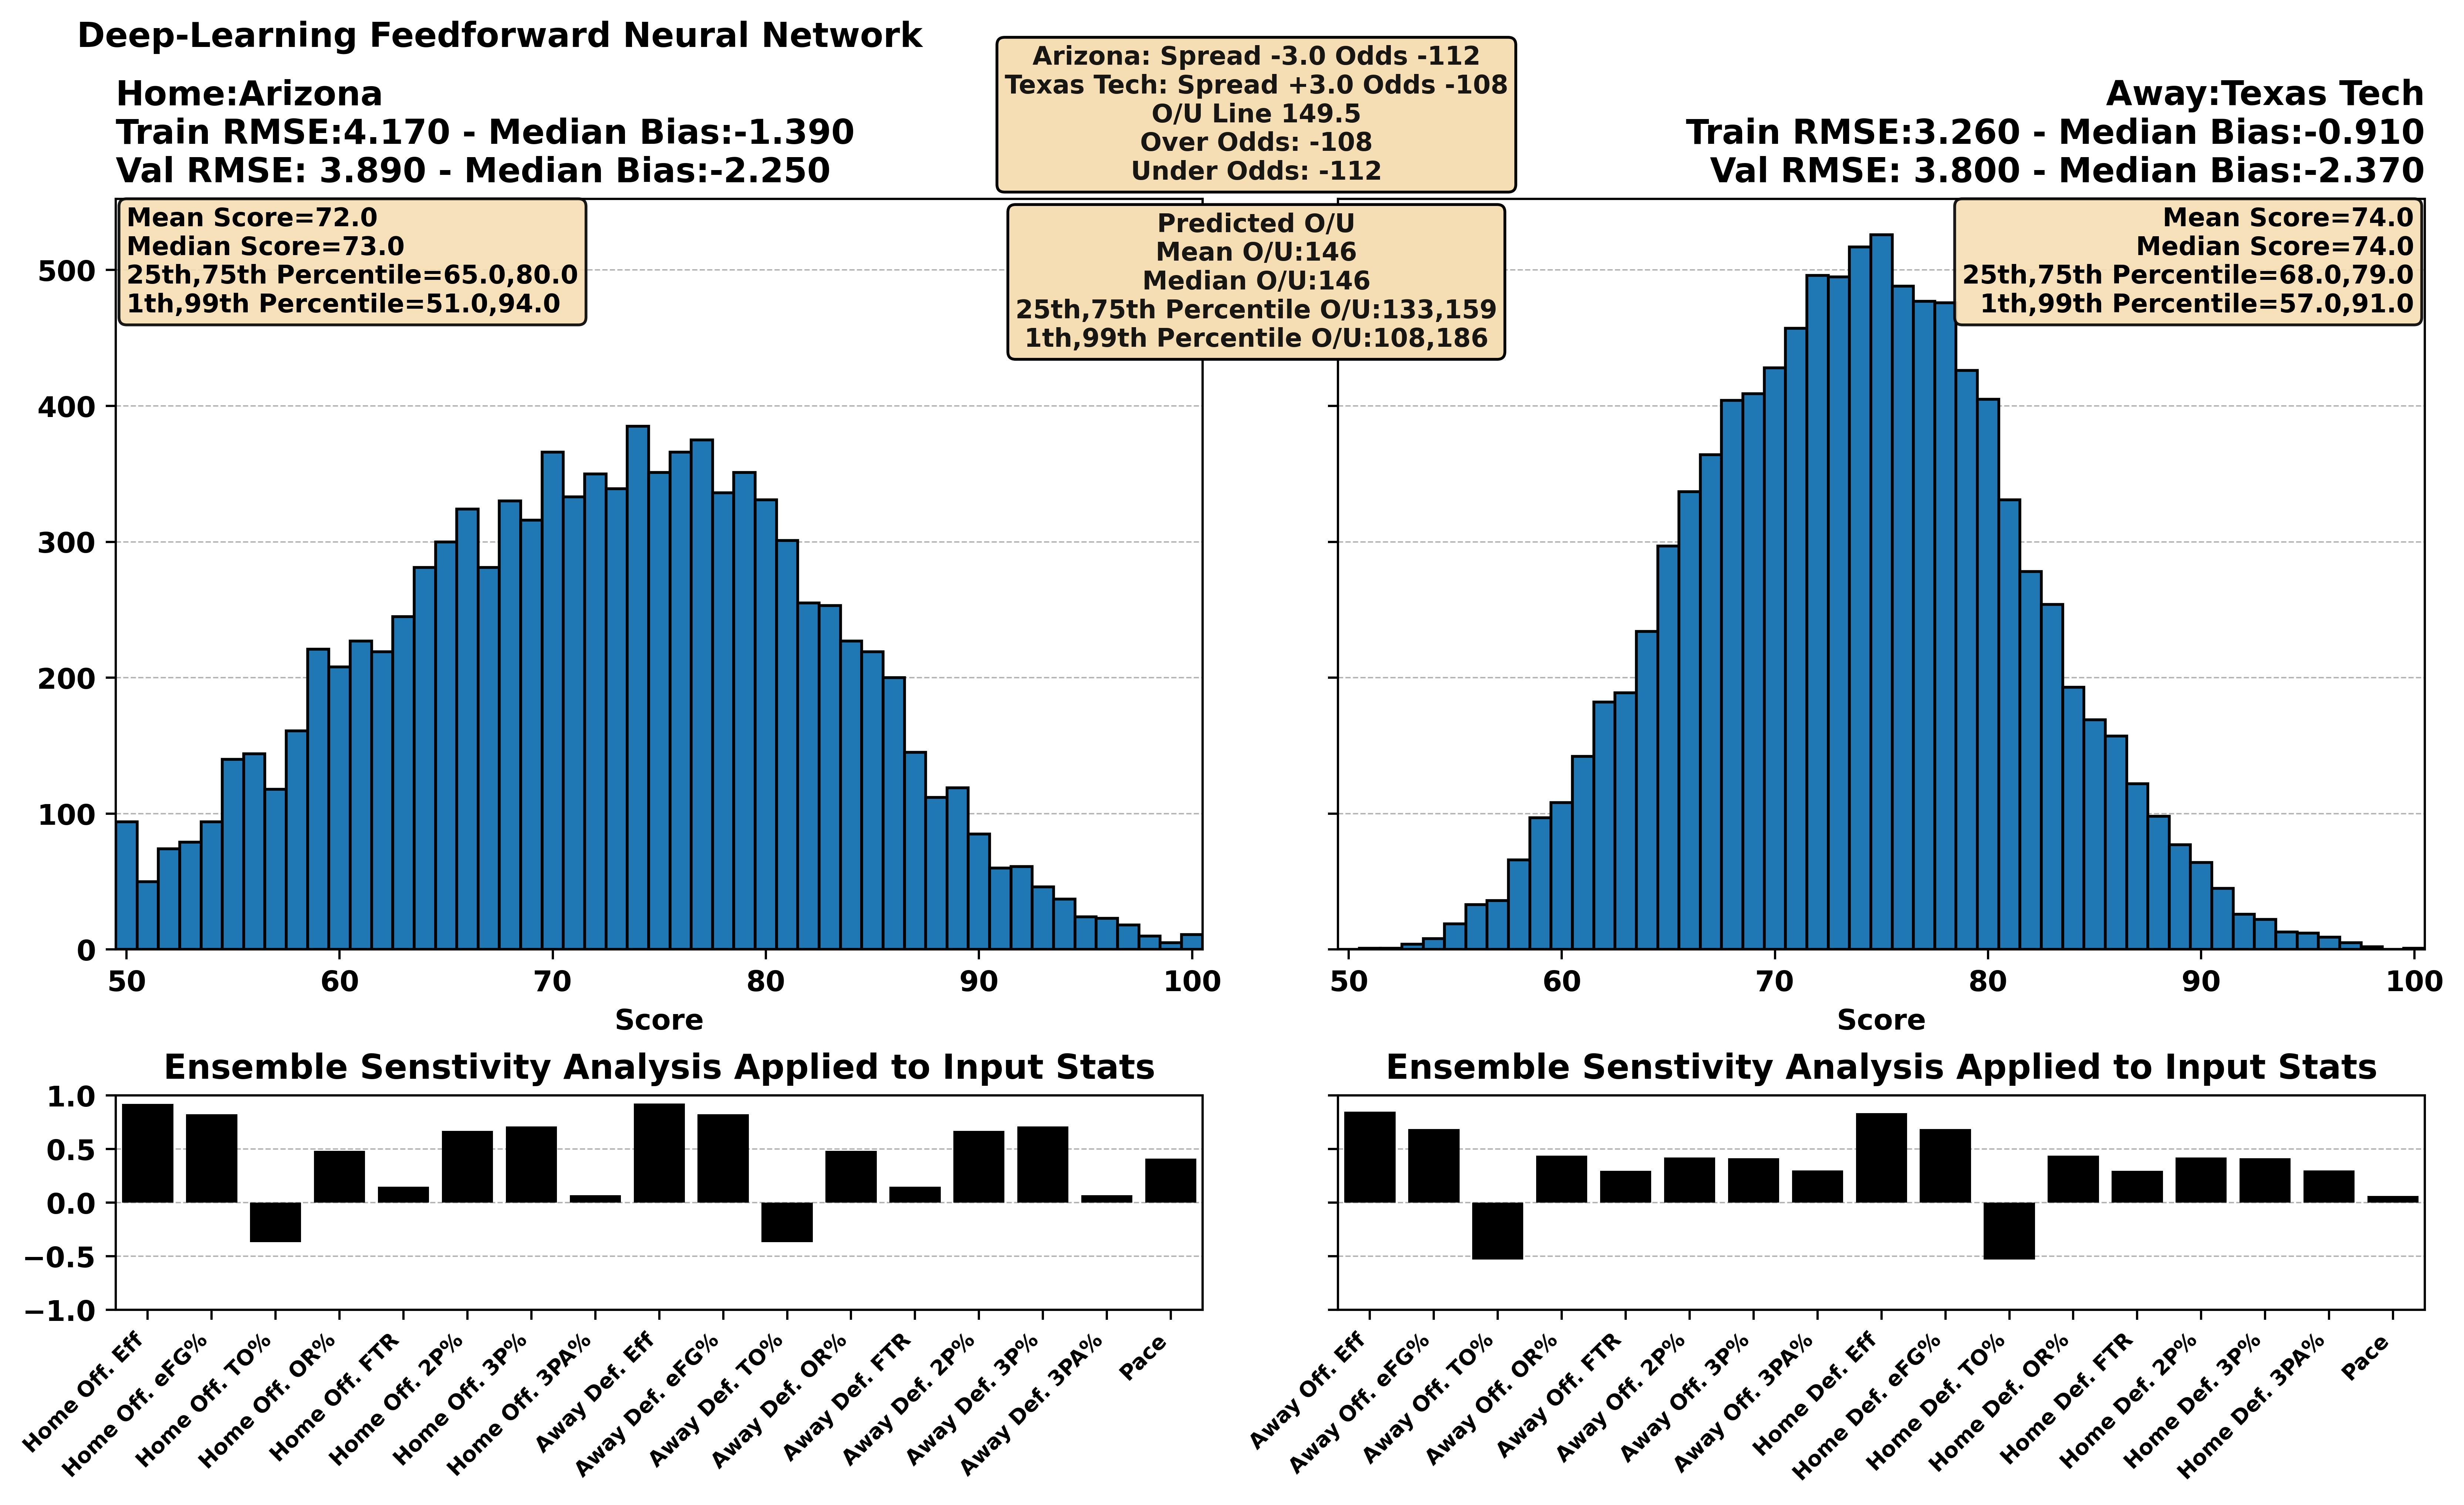 Deep-Learning Feedforward Neural Network
Arizona: Spread -3.0 Odds -112
Texas Tech: Spread +3.0 Odds -108
O/U Line 149.5
Over Odds: -108
Under Odds: -112
Home:Arizona
Train RMSE:4.170 - Median Bias:-1.390
Val RMSE: 3.890 - Median Bias:-2.250
Away:Texas Tech
Train RMSE:3.260 - Median Bias:-0.910
Val RMSE: 3.800 - Median Bias:-2.370
Mean Score=72.0
Median Score=73.0
25th,75th Percentile=65.0,80.0
1th,99th Percentile=51.0,94.0
Predicted O/U
Mean O/U:146
Median O/U:146
25th,75th Percentile O/U:133,159
1th,99th Percentile O/U:108,186
Mean Score=74.0
Median Score=74.0
25th,75th Percentile=68.0,79.0
1th,99th Percentile=57.0,91.0
500
400
300
200
100
0
50 60 70 80 90 100
Score
50 60 70 80 90 100
Score
Ensemble Senstivity Analysis Applied to Input Stats
1.0
0.5
0.0
−0.5
−1.0
Home Off. Eff
Home Off. eFG%
Home Off. TO%
Home Off. OR%
Home Off. FTR
Home Off. 2P%
Home Off. 3P%
Home Off. 3PA%
Away Def. Eff
Away Def. eFG%
Away Def. TO%
Away Def. OR%
Away Def. FTR
Away Def. 2P%
Away Def. 3P%
Away Def. 3PA%
Pace
Ensemble Senstivity Analysis Applied to Input Stats
Away Off. Eff
Away Off. eFG%
Away Off. TO%
Away Off. OR%
Away Off. FTR
Away Off. 2P%
Away Off. 3P%
Away Off. 3PA%
Home Def. Eff
Home Def. eFG%
Home Def. TO%
Home Def. OR%
Home Def. FTR
Home Def. 2P%
Home Def. 3P%
Home Def. 3PA%
Pace